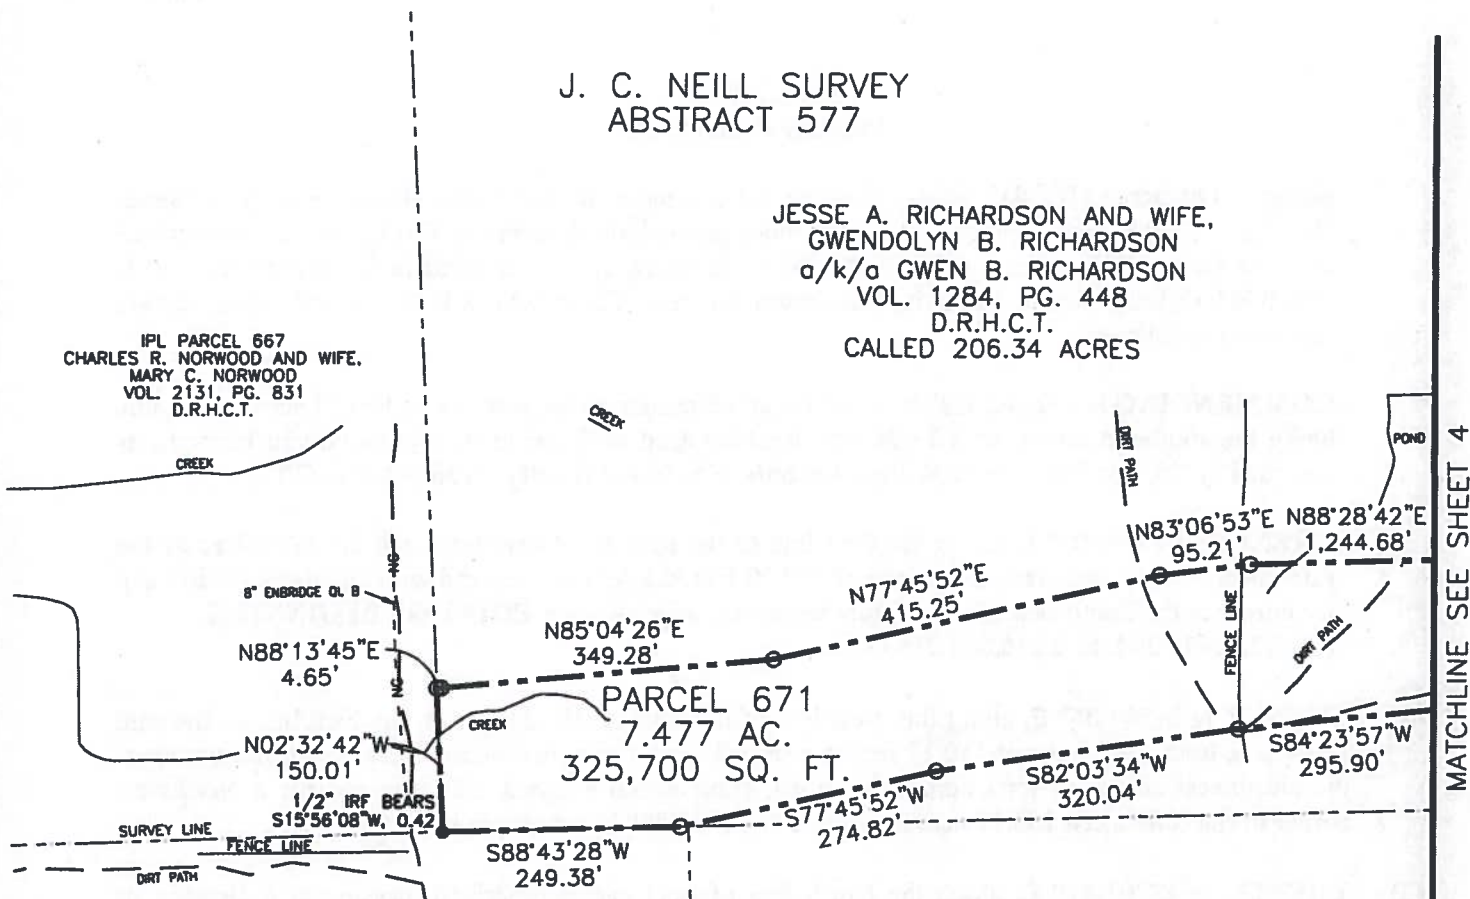 J. C. NEILL SURVEY
ABSTRACT 577
JESSE A. RICHARDSON AND WIFE,
GWENDOLYN B. RICHARDSON
a/k/a GWEN B. RICHARDSON
VOL. 1284, PG. 448
D.R.H.C.T.
CALLED 206.34 ACRES
IPL PARCEL 667
CHARLES R. NORWOOD AND WIFE,
MARY C. NORWOOD
VOL. 2131, PG. 831
D.R.H.C.T.
CREEK
CREEK
DIRT PATH
POND
MATCHLINE SEE SHEET 4
N83°06'53"E
95.21'
N88°28'42"E
1,244.68'
NG
8" ENBRIDGE OL B
N77°45'52"E
415.25'
N85°04'26"E
349.28'
N88°13'45"E
4.65'
NG
FENCE LINE
DIRT PATH
PARCEL 671
7.477 AC.
325,700 SQ. FT.
CREEK
N02°32'42"W
150.01'
1/2" IRF BEARS
S15°56'08"W, 0.42'
S84°23'57"W
295.90'
S82°03'34"W
320.04'
S77°45'52"W
274.82'
SURVEY LINE
FENCE LINE
DIRT PATH
S88°43'28"W
249.38'